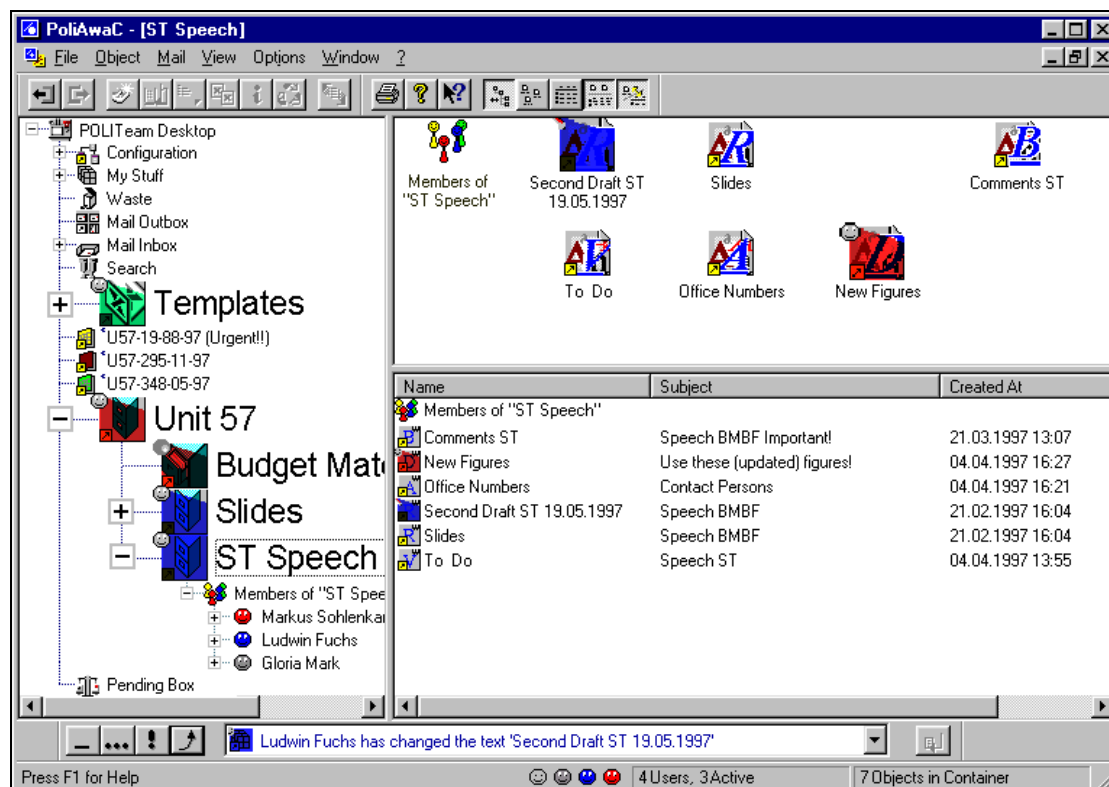 PoliAwaC - [ST Speech]
File Object Mail View Options Window ?
POLITeam Desktop
Configuration
My Stuff
Waste
Mail Outbox
Mail Inbox
Search
Templates
U57-19-88-97 (Urgent!!)
U57-295-11-97
U57-348-05-97
Unit 57
Budget Mat
Slides
ST Speech
Members of "ST Spee
Markus Sohlenka
Ludwin Fuchs
Gloria Mark
Pending Box
Members of
"ST Speech"
Second Draft ST
19.05.1997
Slides
Comments ST
To Do
Office Numbers
New Figures
Name Subject Created At
Members of "ST Speech"
Comments ST Speech BMBF Important! 21.03.1997 13:07
New Figures Use these (updated) figures! 04.04.1997 16:27
Office Numbers Contact Persons 04.04.1997 16:21
Second Draft ST 19.05.1997 Speech BMBF 21.02.1997 16:04
Slides Speech BMBF 21.02.1997 16:04
To Do Speech ST 04.04.1997 13:55
Ludwin Fuchs has changed the text 'Second Draft ST 19.05.1997'
Press F1 for Help 4 Users, 3 Active 7 Objects in Container